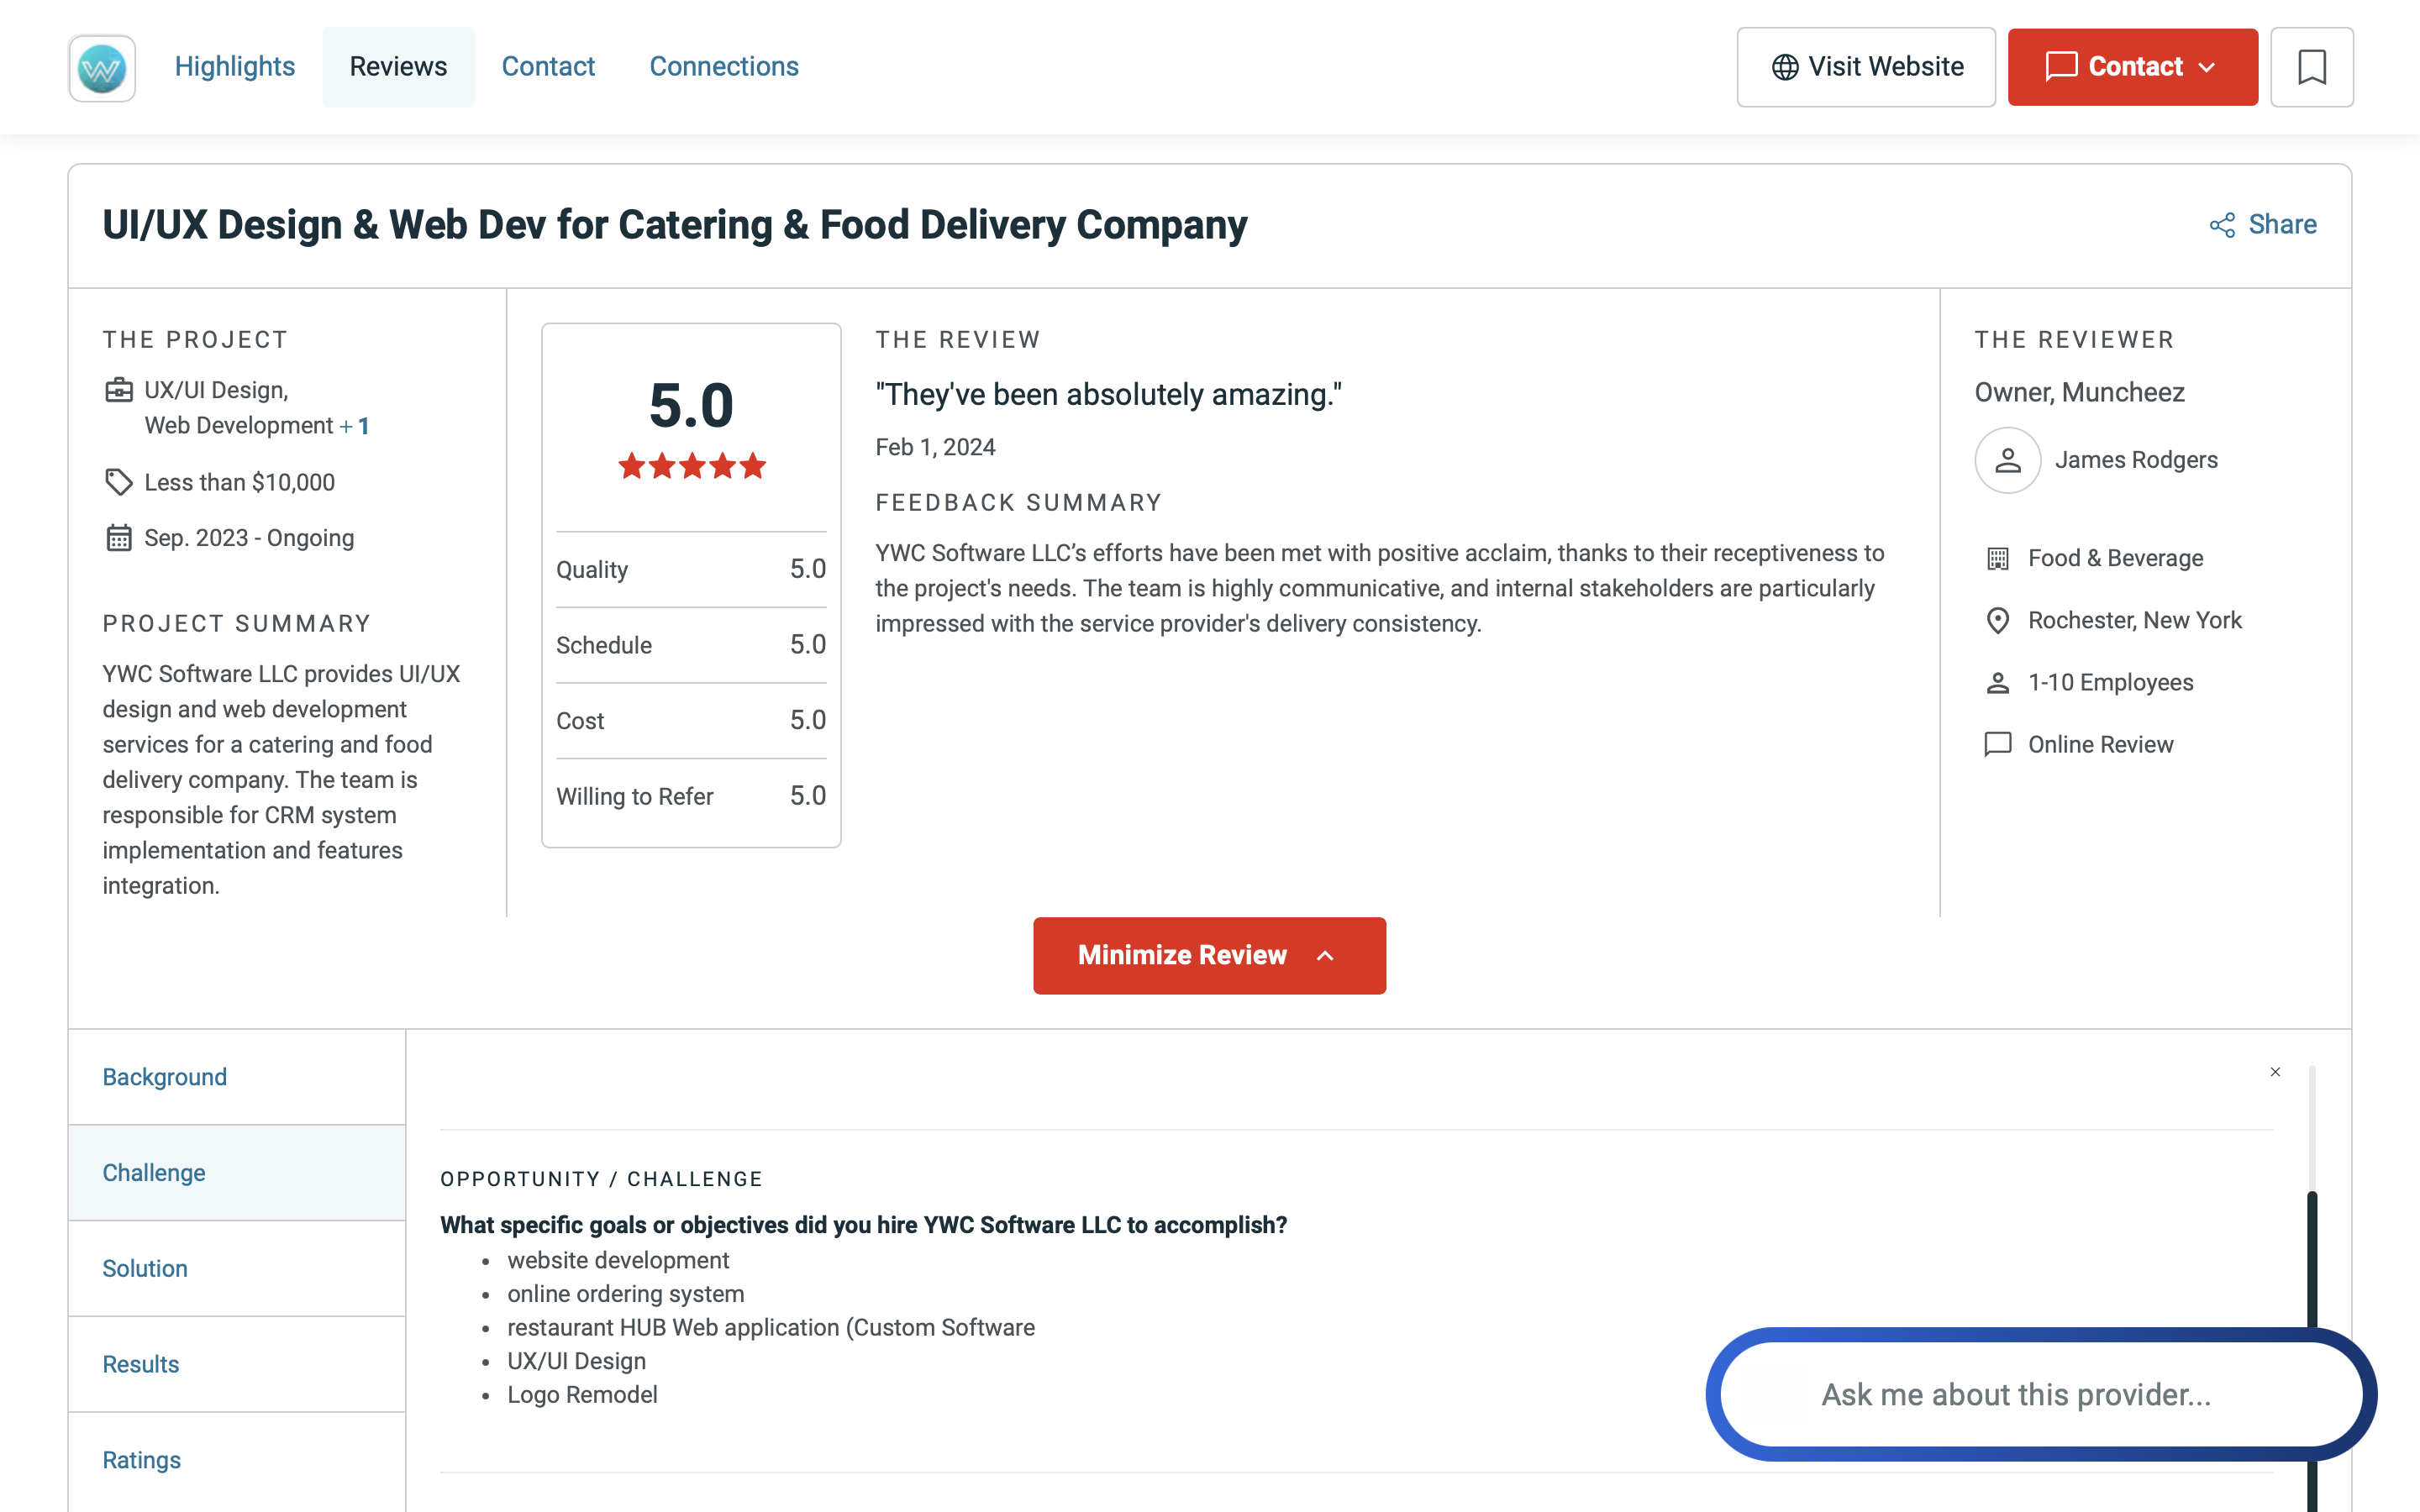 Highlights
Reviews
Contact
Connections
Visit Website
Contact
UI/UX Design & Web Dev for Catering & Food Delivery Company
Share
THE PROJECT
UX/UI Design,
Web Development + 1
Less than $10,000
Sep. 2023 - Ongoing
PROJECT SUMMARY
YWC Software LLC provides UI/UX
design and web development
services for a catering and food
delivery company. The team is
responsible for CRM system
implementation and features
integration.
5.0
Quality 5.0
Schedule 5.0
Cost 5.0
Willing to Refer 5.0
THE REVIEW
"They've been absolutely amazing."
Feb 1, 2024
FEEDBACK SUMMARY
YWC Software LLC’s efforts have been met with positive acclaim, thanks to their receptiveness to
the project's needs. The team is highly communicative, and internal stakeholders are particularly
impressed with the service provider's delivery consistency.
THE REVIEWER
Owner, Muncheez
James Rodgers
Food & Beverage
Rochester, New York
1-10 Employees
Online Review
Minimize Review
Background
Challenge
Solution
Results
Ratings
OPPORTUNITY / CHALLENGE
What specific goals or objectives did you hire YWC Software LLC to accomplish?
• website development
• online ordering system
• restaurant HUB Web application (Custom Software
• UX/UI Design
• Logo Remodel
Ask me about this provider...